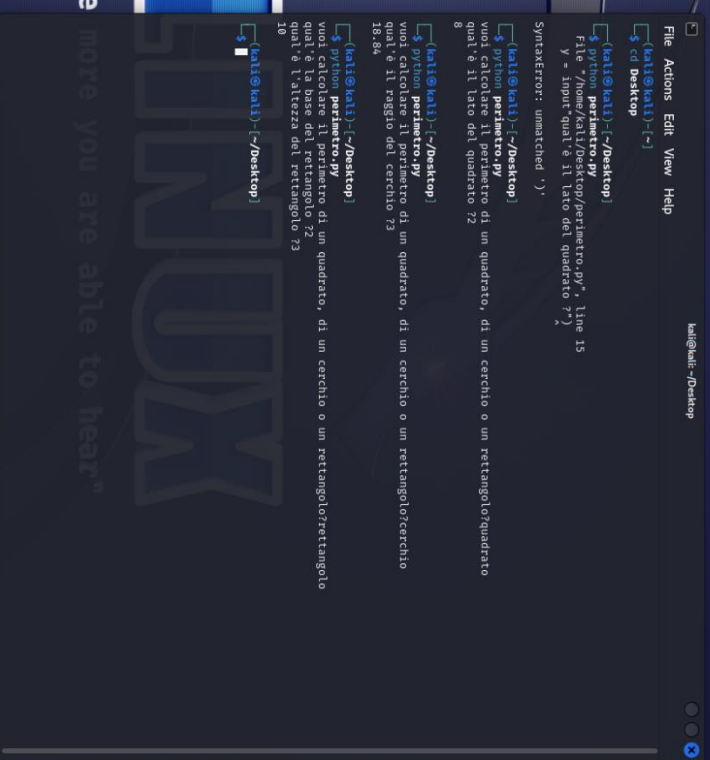 File Actions Edit View Help
kali@kali: ~/Desktop
┌──(kali㉿kali)-[~]
└─$ cd Desktop
┌──(kali㉿kali)-[~/Desktop]
└─$ python perimetro.py
File "/home/kali/Desktop/perimetro.py", line 15
y = input"qual'è il lato del quadrato ?")
^
SyntaxError: unmatched ')'
┌──(kali㉿kali)-[~/Desktop]
└─$ python perimetro.py
vuoi calcolare il perimetro di un quadrato, di un cerchio o un rettangolo?quadrato
qual'è il lato del quadrato ?2
8
┌──(kali㉿kali)-[~/Desktop]
└─$ python perimetro.py
vuoi calcolare il perimetro di un quadrato, di un cerchio o un rettangolo?cerchio
qual'è il raggio del cerchio ?3
18.84
┌──(kali㉿kali)-[~/Desktop]
└─$ python perimetro.py
vuoi calcolare il perimetro di un quadrato, di un cerchio o un rettangolo?rettangolo
qual'è la base del rettangolo ?2
qual'è l'altezza del rettangolo ?3
10
┌──(kali㉿kali)-[~/Desktop]
└─$
LINUX
more you are able to hear"